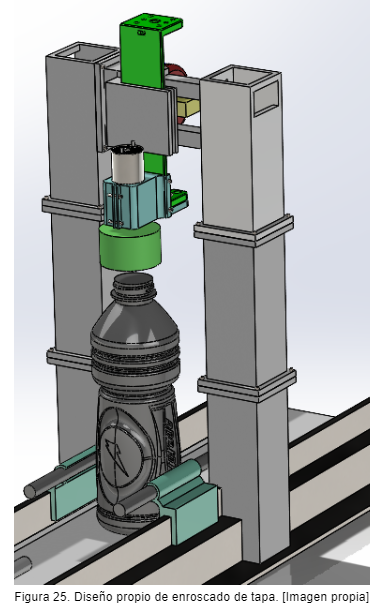 Figura 25. Diseño propio de enroscado de tapa. [Imagen propia]